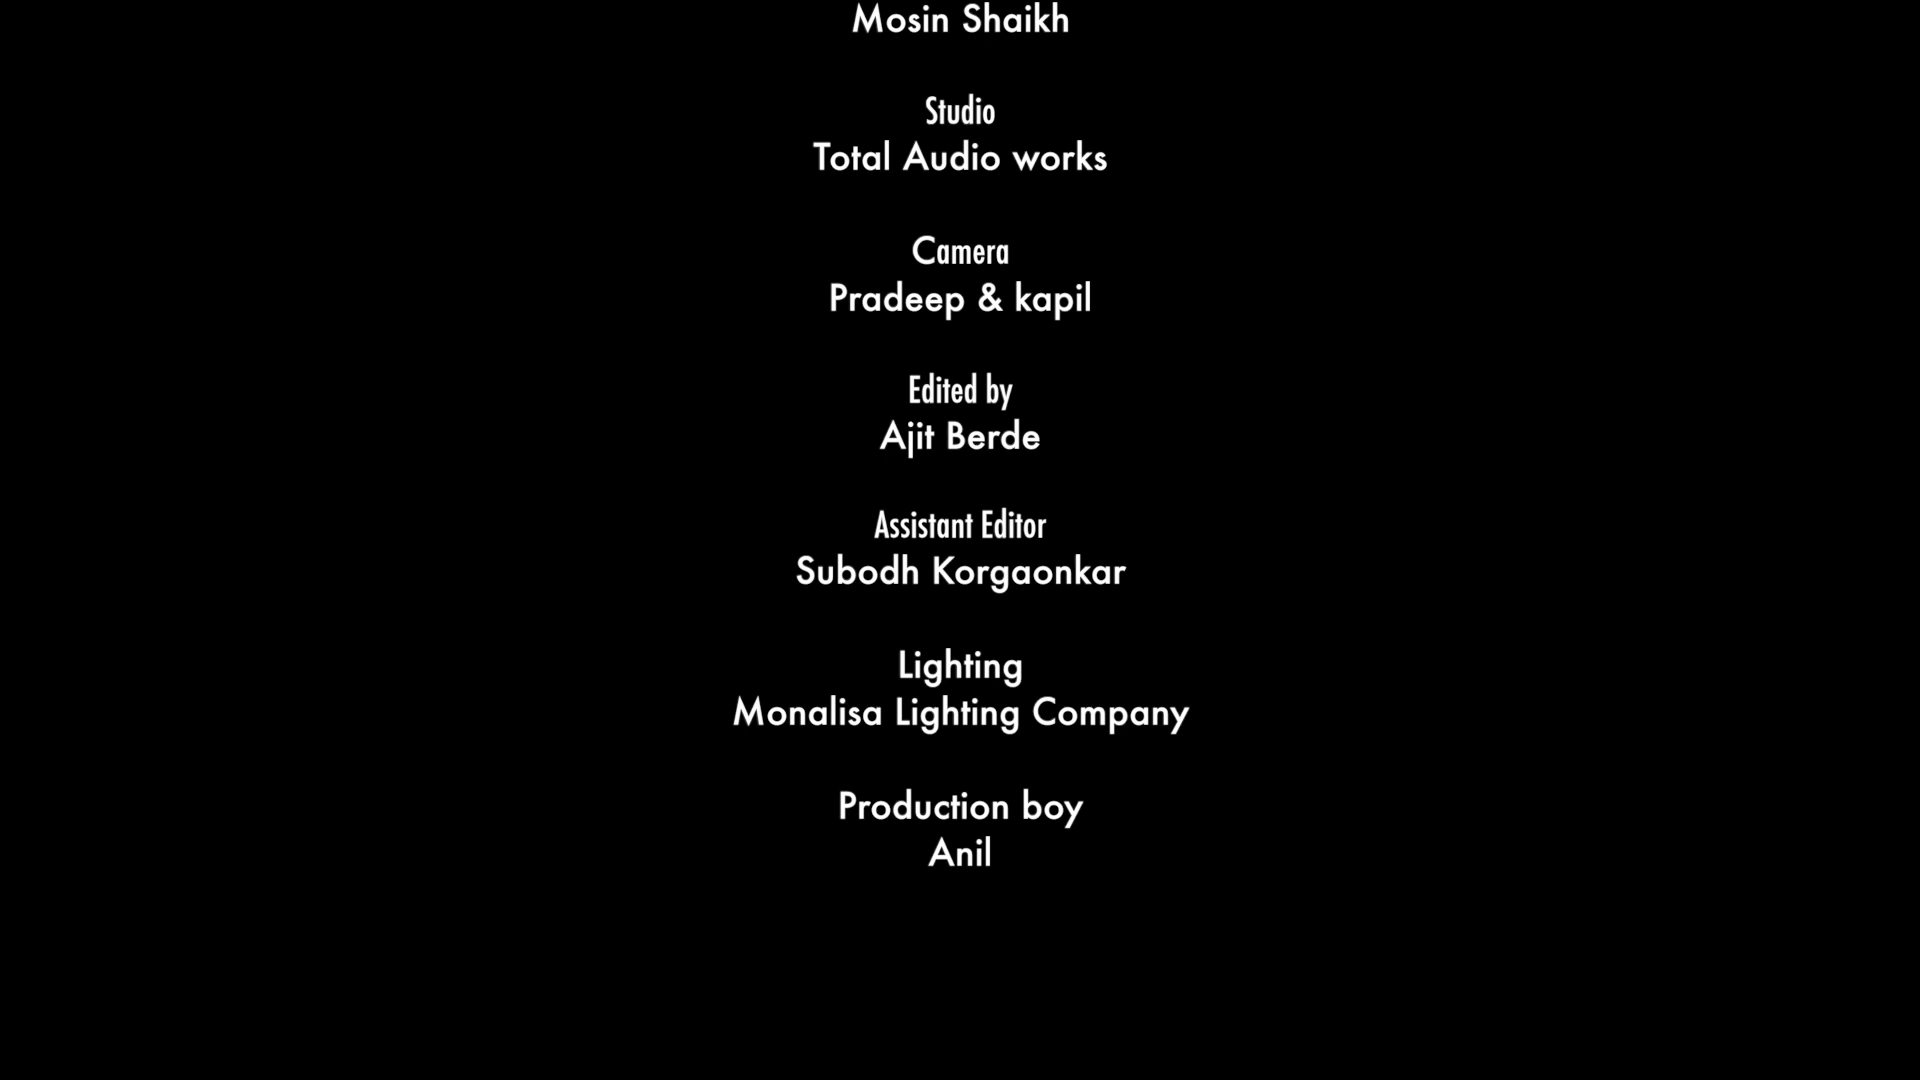 Mosin Shaikh
Studio
Total Audio works
Camera
Pradeep & kapil
Edited by
Ajit Berde
Assistant Editor
Subodh Korgaonkar
Lighting
Monalisa Lighting Company
Production boy
Anil